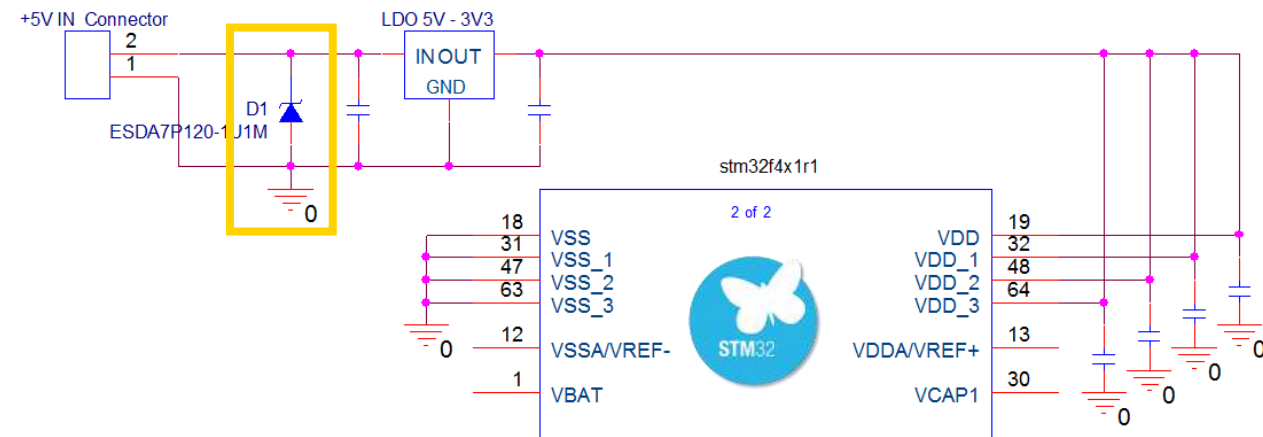 +5V IN Connector
LDO 5V - 3V3
2
1
IN OUT
GND
D1
ESDA7P120-1U1M
0
stm32f4x1r1
2 of 2
18
VSS
31
VSS_1
47
VSS_2
63
VSS_3
0
12
VSSA/VREF-
1
VBAT
STM32
19
VDD
32
VDD_1
48
VDD_2
64
VDD_3
13
VDDA/VREF+
30
VCAP1
0
0
0
0